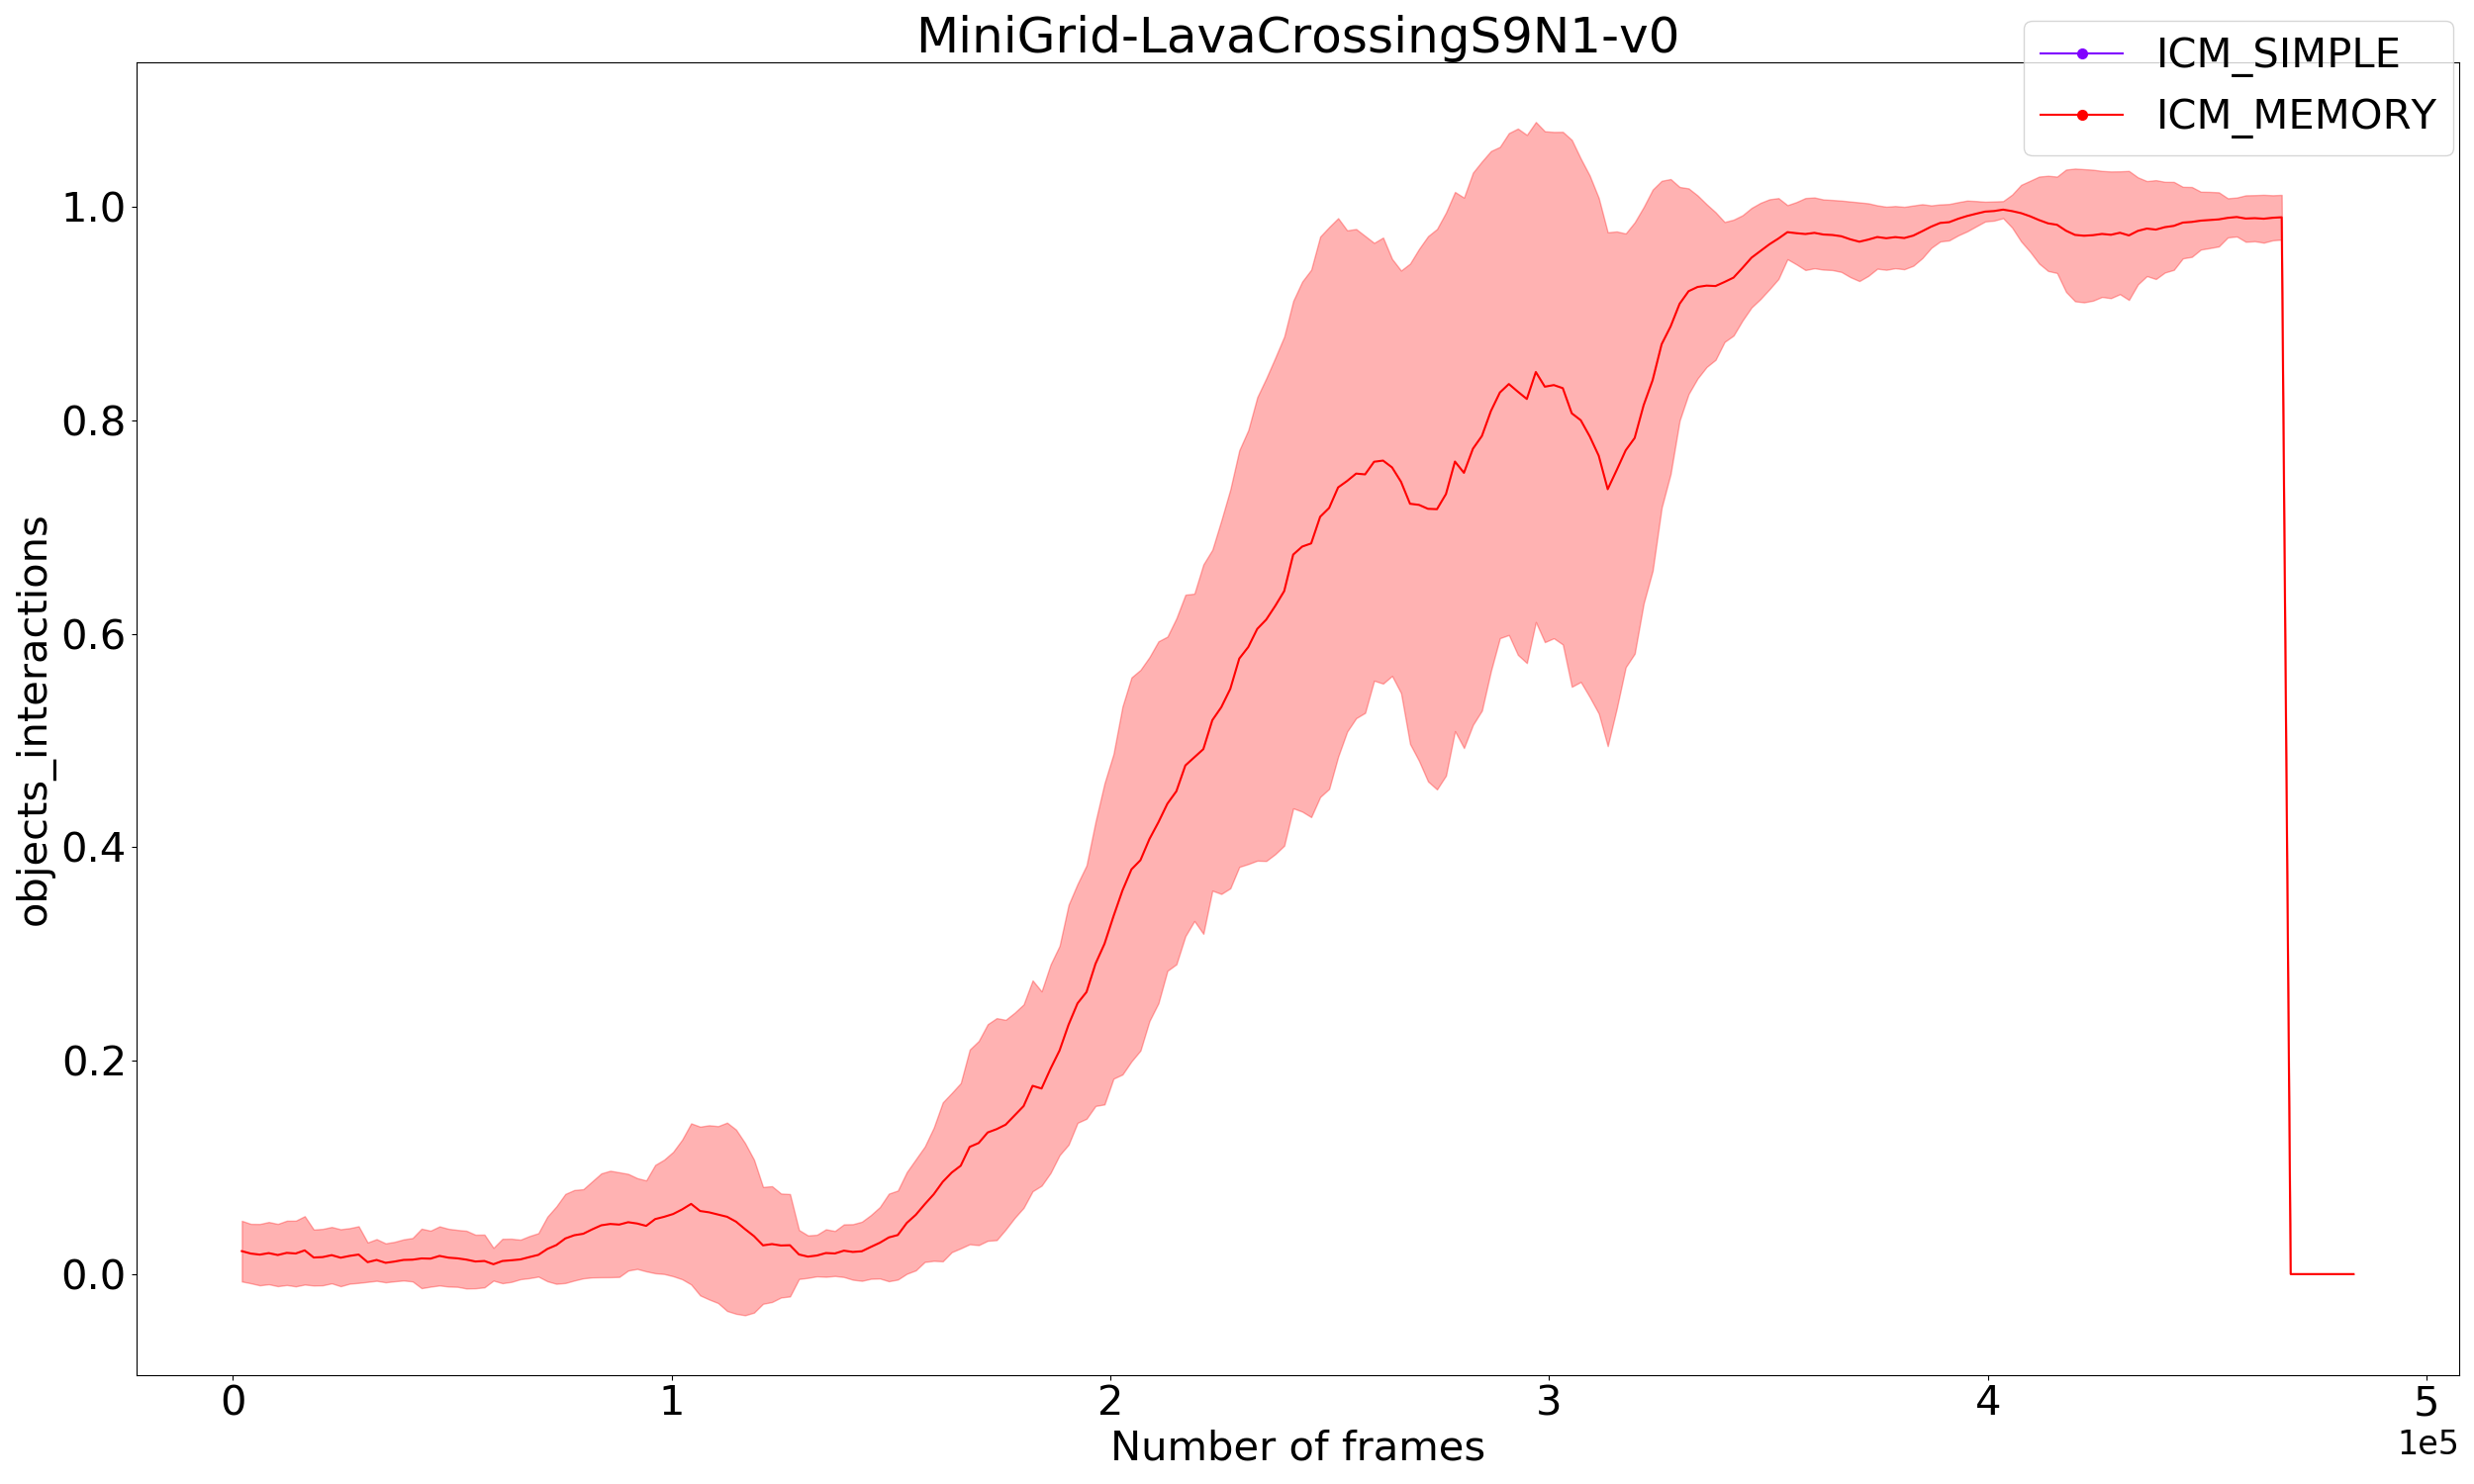 MiniGrid-LavaCrossingS9N1-v0
ICM_SIMPLE
ICM_MEMORY
objects_interactions
1.0
0.8
0.6
0.4
0.2
0.0
0 1 2 3 4 5
Number of frames
1e5